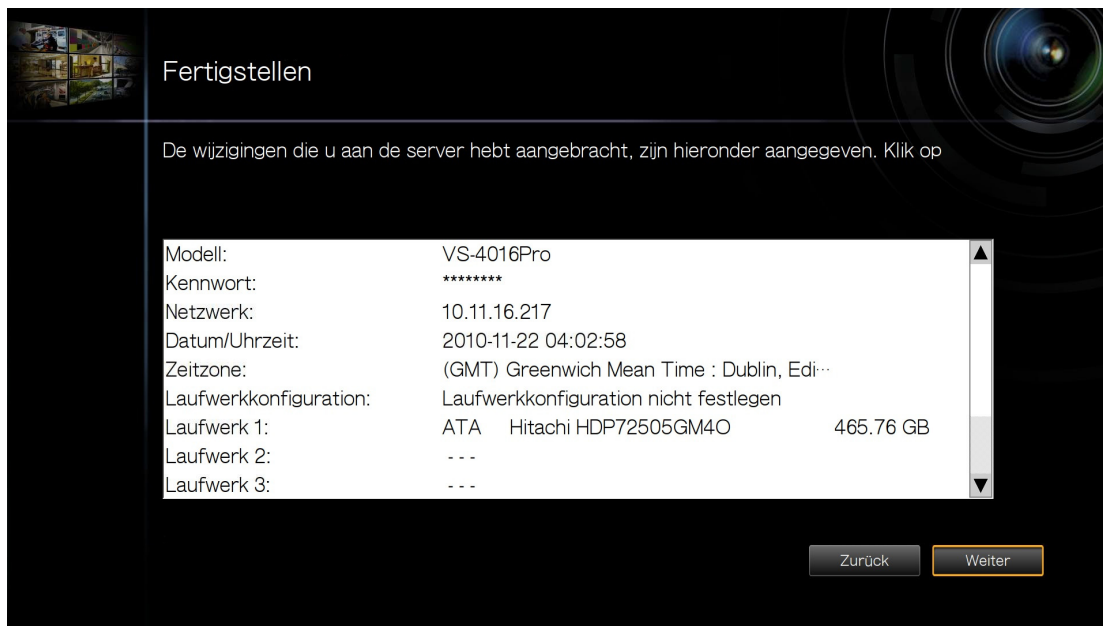 Fertigstellen
De wijzigingen die u aan de server hebt aangebracht, zijn hieronder aangegeven. Klik op
Modell: VS-4016Pro
Kennwort: ********
Netzwerk: 10.11.16.217
Datum/Uhrzeit: 2010-11-22 04:02:58
Zeitzone: (GMT) Greenwich Mean Time : Dublin, Edi···
Laufwerkkonfiguration: Laufwerkkonfiguration nicht festlegen
Laufwerk 1: ATA Hitachi HDP72505GM4O 465.76 GB
Laufwerk 2: - - -
Laufwerk 3: - - -
Zurück Weiter